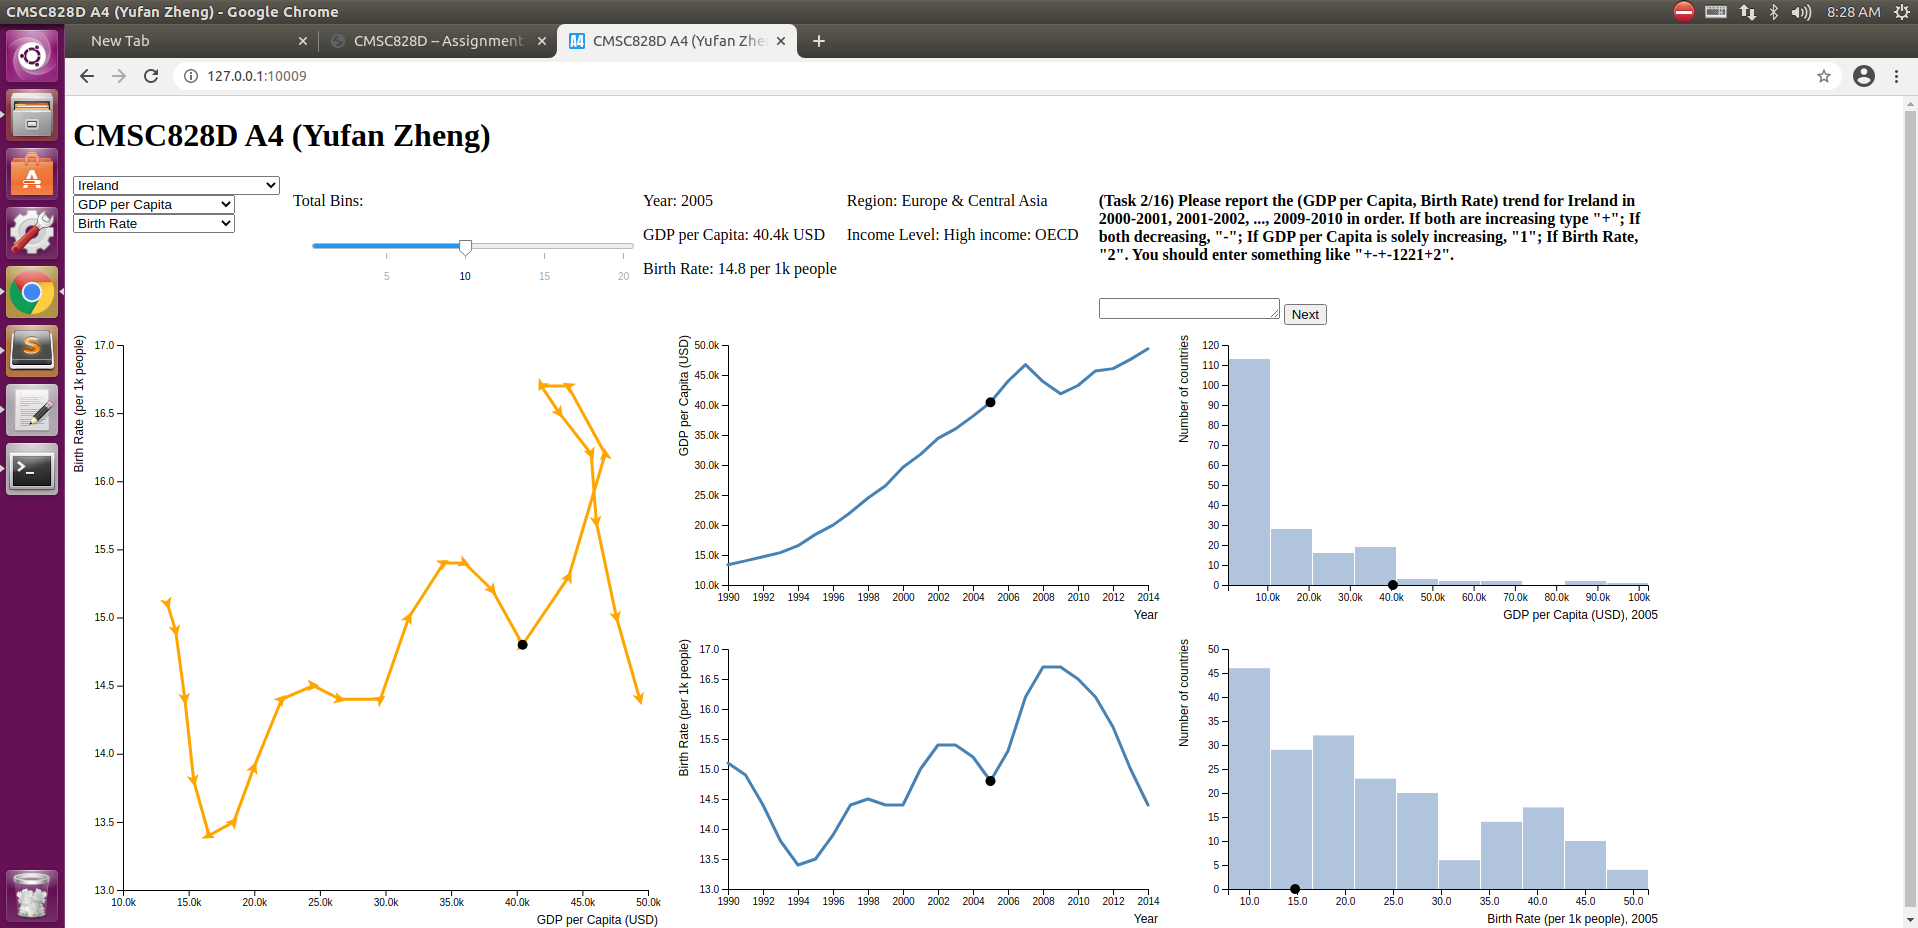 CMSC828D A4 (Yufan Zheng) - Google Chrome
8:28 AM
New Tab
CMSC828D -- Assignment
CMSC828D A4 (Yufan Zhe
127.0.0.1:10009
CMSC828D A4 (Yufan Zheng)
Ireland
GDP per Capita
Birth Rate
Total Bins:
5 10 15 20
Year: 2005
GDP per Capita: 40.4k USD
Birth Rate: 14.8 per 1k people
Region: Europe & Central Asia
Income Level: High income: OECD
(Task 2/16) Please report the (GDP per Capita, Birth Rate) trend for Ireland in
2000-2001, 2001-2002, ..., 2009-2010 in order. If both are increasing type "+"; If
both decreasing, "-"; If GDP per Capita is solely increasing, "1"; If Birth Rate,
"2". You should enter something like "+-+-1221+2".
Next
Birth Rate (per 1k people)
17.0
16.5
16.0
15.5
15.0
14.5
14.0
13.5
13.0
10.0k 15.0k 20.0k 25.0k 30.0k 35.0k 40.0k 45.0k 50.0k
GDP per Capita (USD)
GDP per Capita (USD)
50.0k
45.0k
40.0k
35.0k
30.0k
25.0k
20.0k
15.0k
10.0k
1990 1992 1994 1996 1998 2000 2002 2004 2006 2008 2010 2012 2014
Year
Number of countries
120
110
100
90
80
70
60
50
40
30
20
10
0
10.0k 20.0k 30.0k 40.0k 50.0k 60.0k 70.0k 80.0k 90.0k 100k
GDP per Capita (USD), 2005
Birth Rate (per 1k people)
17.0
16.5
16.0
15.5
15.0
14.5
14.0
13.5
13.0
1990 1992 1994 1996 1998 2000 2002 2004 2006 2008 2010 2012 2014
Year
Number of countries
50
45
40
35
30
25
20
15
10
5
0
10.0 15.0 20.0 25.0 30.0 35.0 40.0 45.0 50.0
Birth Rate (per 1k people), 2005